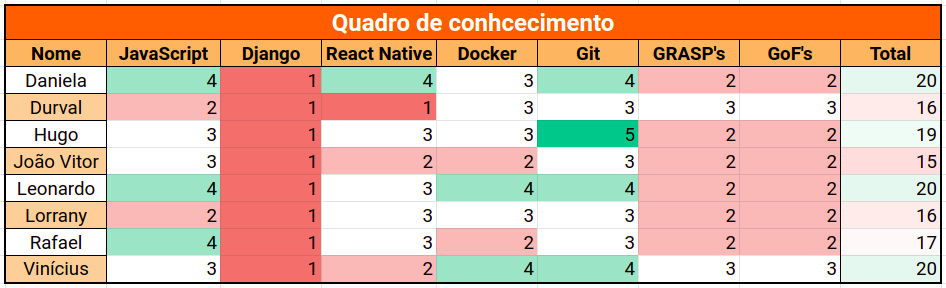 Quadro de conhcecimento
Nome JavaScript Django React Native Docker Git GRASP's GoF's Total
Daniela 4 1 4 3 4 2 2 20
Durval 2 1 1 3 3 3 3 16
Hugo 3 1 3 3 5 2 2 19
João Vitor 3 1 2 2 3 2 2 15
Leonardo 4 1 3 4 4 2 2 20
Lorrany 2 1 3 3 3 2 2 16
Rafael 4 1 3 2 3 2 2 17
Vinícius 3 1 2 4 4 3 3 20